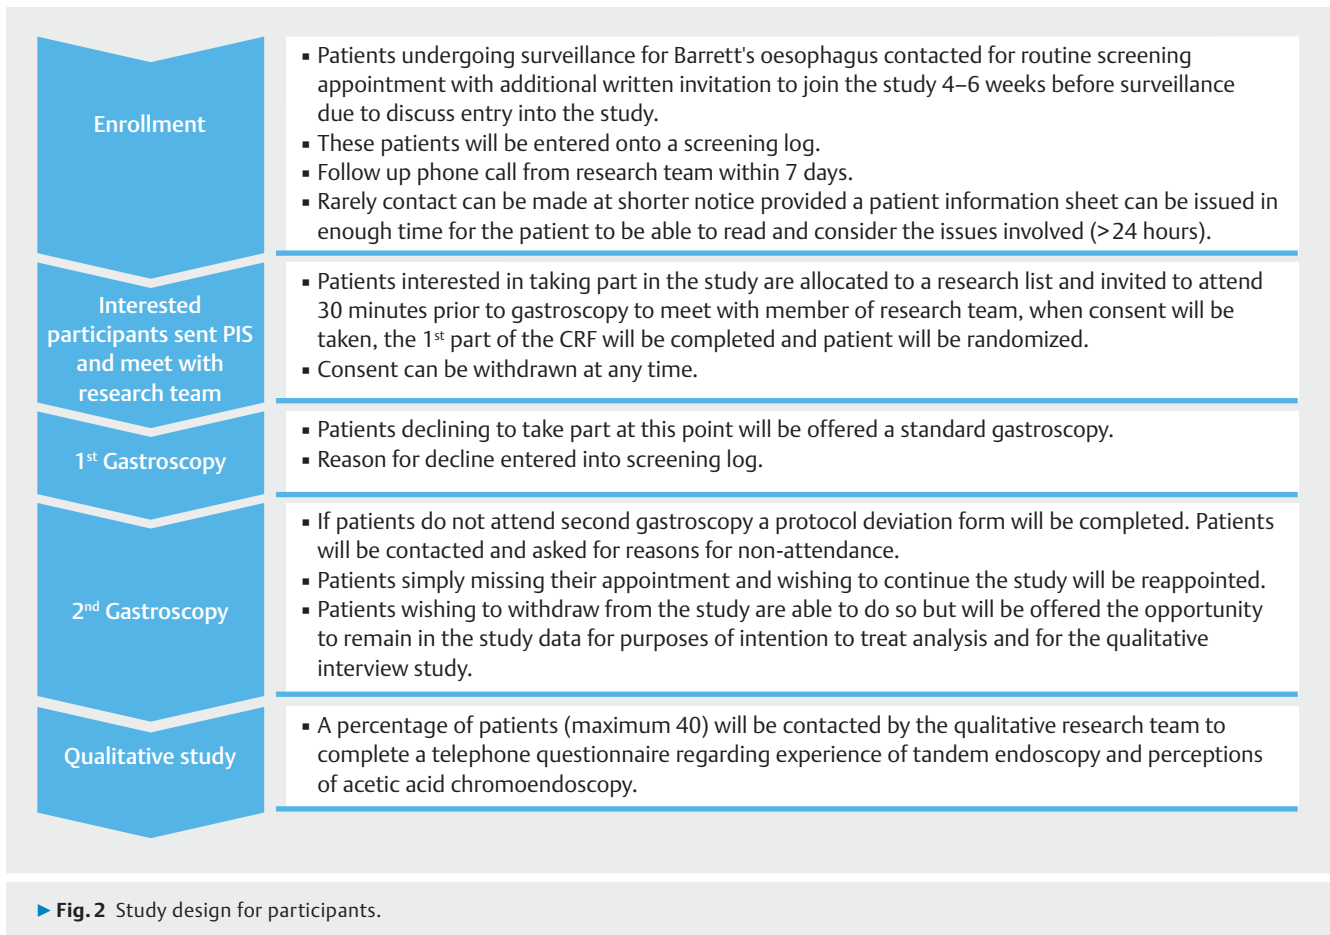 Enrollment
▪ Patients undergoing surveillance for Barrett's oesophagus contacted for routine screening
appointment with additional written invitation to join the study 4–6 weeks before surveillance
due to discuss entry into the study.
▪ These patients will be entered onto a screening log.
▪ Follow up phone call from research team within 7 days.
▪ Rarely contact can be made at shorter notice provided a patient information sheet can be issued in
enough time for the patient to be able to read and consider the issues involved (>24 hours).
Interested
participants sent PIS
and meet with
research team
▪ Patients interested in taking part in the study are allocated to a research list and invited to attend
30 minutes prior to gastroscopy to meet with member of research team, when consent will be
taken, the 1st part of the CRF will be completed and patient will be randomized.
▪ Consent can be withdrawn at any time.
1st Gastroscopy
▪ Patients declining to take part at this point will be offered a standard gastroscopy.
▪ Reason for decline entered into screening log.
2nd Gastroscopy
▪ If patients do not attend second gastroscopy a protocol deviation form will be completed. Patients
will be contacted and asked for reasons for non-attendance.
▪ Patients simply missing their appointment and wishing to continue the study will be reappointed.
▪ Patients wishing to withdraw from the study are able to do so but will be offered the opportunity
to remain in the study data for purposes of intention to treat analysis and for the qualitative
interview study.
Qualitative study
▪ A percentage of patients (maximum 40) will be contacted by the qualitative research team to
complete a telephone questionnaire regarding experience of tandem endoscopy and perceptions
of acetic acid chromoendoscopy.
▶ Fig. 2 Study design for participants.